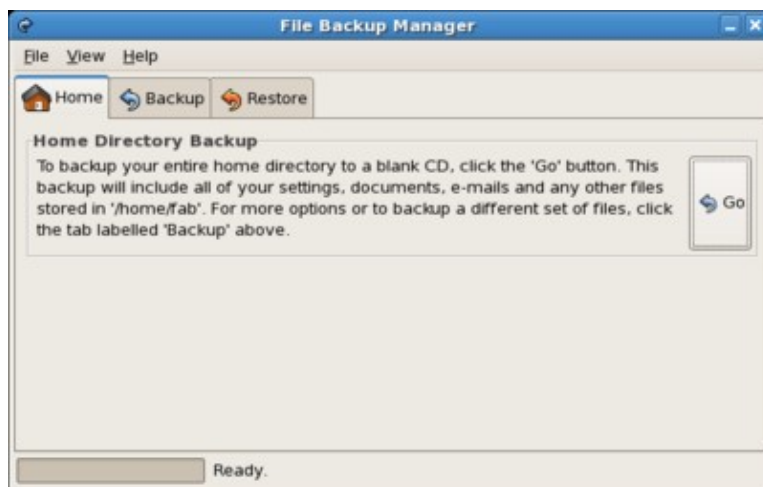 File Backup Manager
File View Help
Home Backup Restore
Home Directory Backup
To backup your entire home directory to a blank CD, click the 'Go' button. This
backup will include all of your settings, documents, e-mails and any other files
stored in '/home/fab'. For more options or to backup a different set of files, click
the tab labelled 'Backup' above.
Go
Ready.